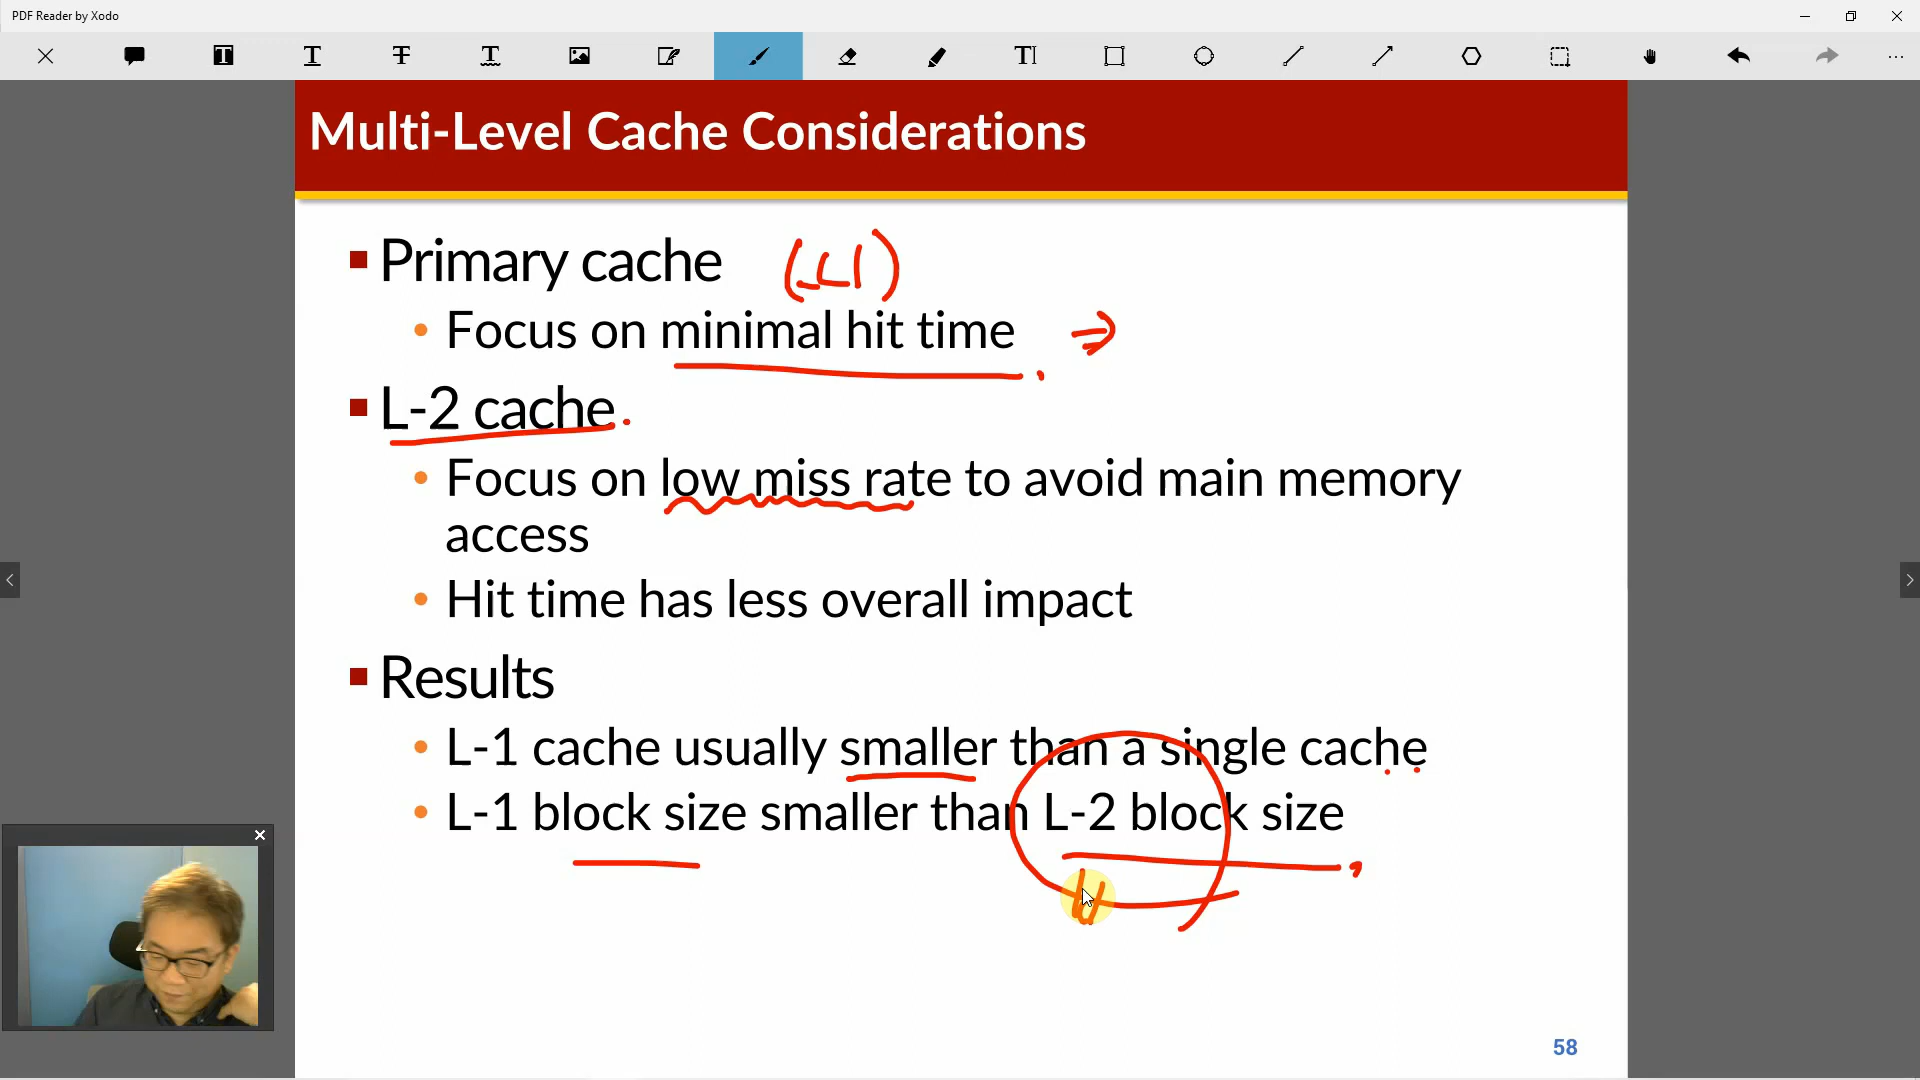 PDF Reader by Xodo
Multi-Level Cache Considerations
Primary cache (L1)
Focus on minimal hit time ⇒
L-2 cache
Focus on low miss rate to avoid main memory
access
Hit time has less overall impact
Results
L-1 cache usually smaller than a single cache
L-1 block size smaller than L-2 block size
58